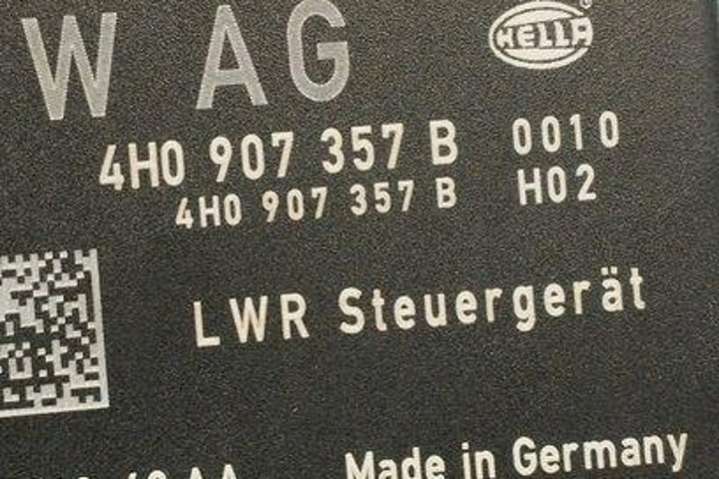 W AG
HELLA
4H0 907 357 B 0010
4H0 907 357 B H02
LWR Steuergerät
Made in Germany